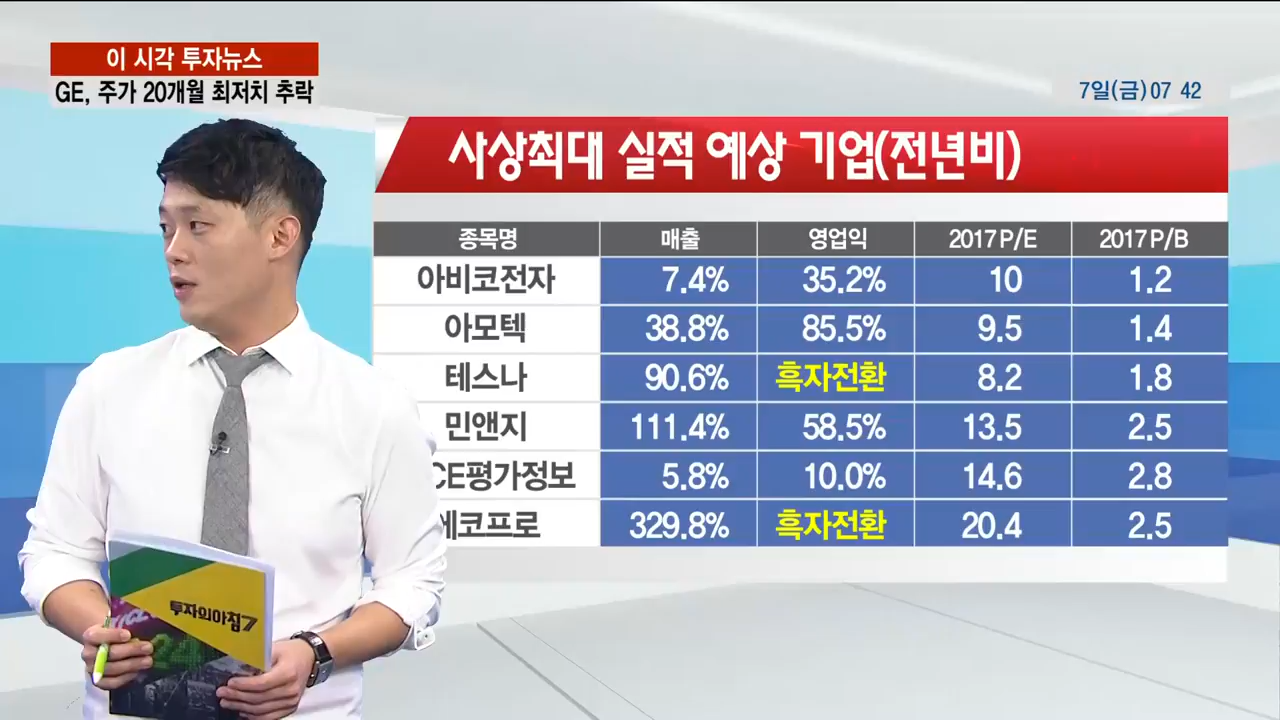 이 시각 투자뉴스
GE, 주가 20개월 최저치 추락
7일(금) 07 42
사상최대 실적 예상 기업(전년비)
종목명 매출 영업익 2017 P/E 2017 P/B
아비코전자 7.4% 35.2% 10 1.2
아모텍 38.8% 85.5% 9.5 1.4
테스나 90.6% 흑자전환 8.2 1.8
민앤지 111.4% 58.5% 13.5 2.5
CE평가정보 5.8% 10.0% 14.6 2.8
에코프로 329.8% 흑자전환 20.4 2.5
투자의아침7